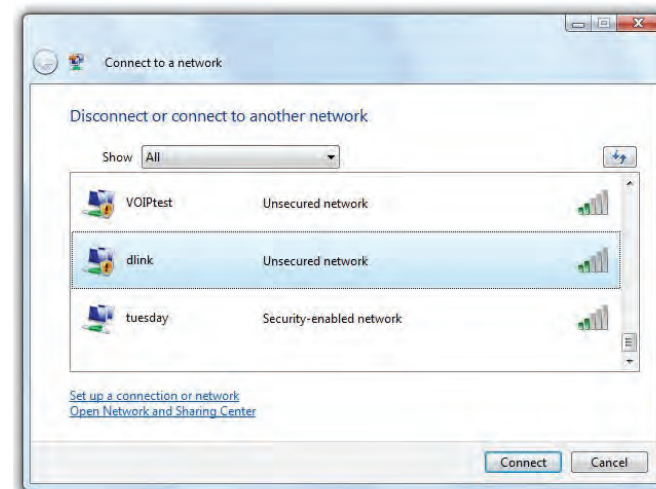 Connect to a network
Disconnect or connect to another network
Show All
VOIPtest Unsecured network
dlink Unsecured network
tuesday Security-enabled network
Set up a connection or network
Open Network and Sharing Center
Connect Cancel